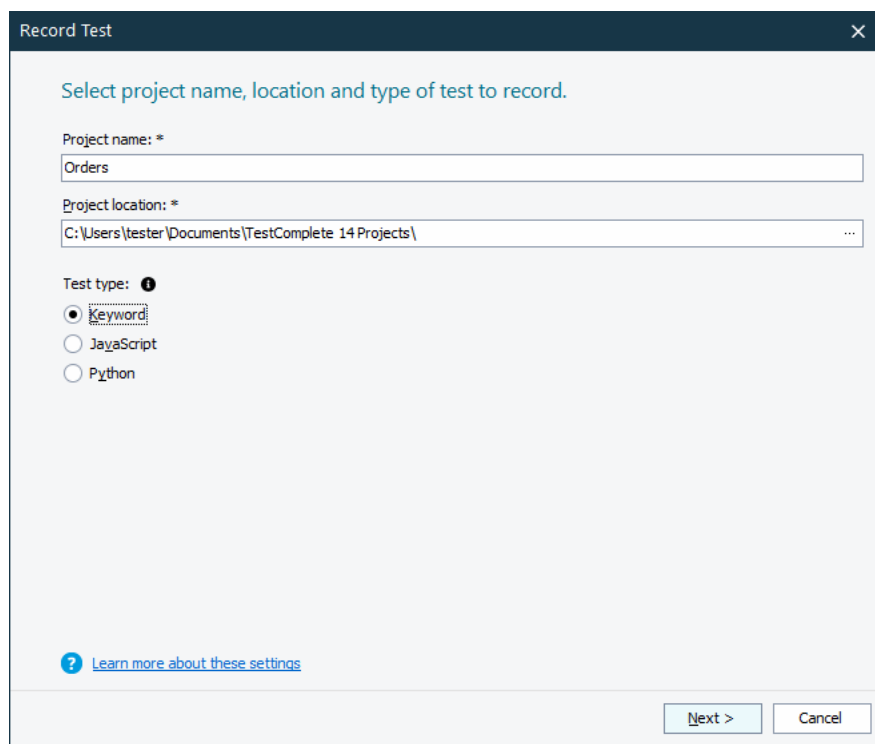 Record Test
Select project name, location and type of test to record.
Project name: *
Orders
Project location: *
C:\Users\tester\Documents\TestComplete 14 Projects\
...
Test type:
Keyword
JavaScript
Python
Learn more about these settings
Next >
Cancel